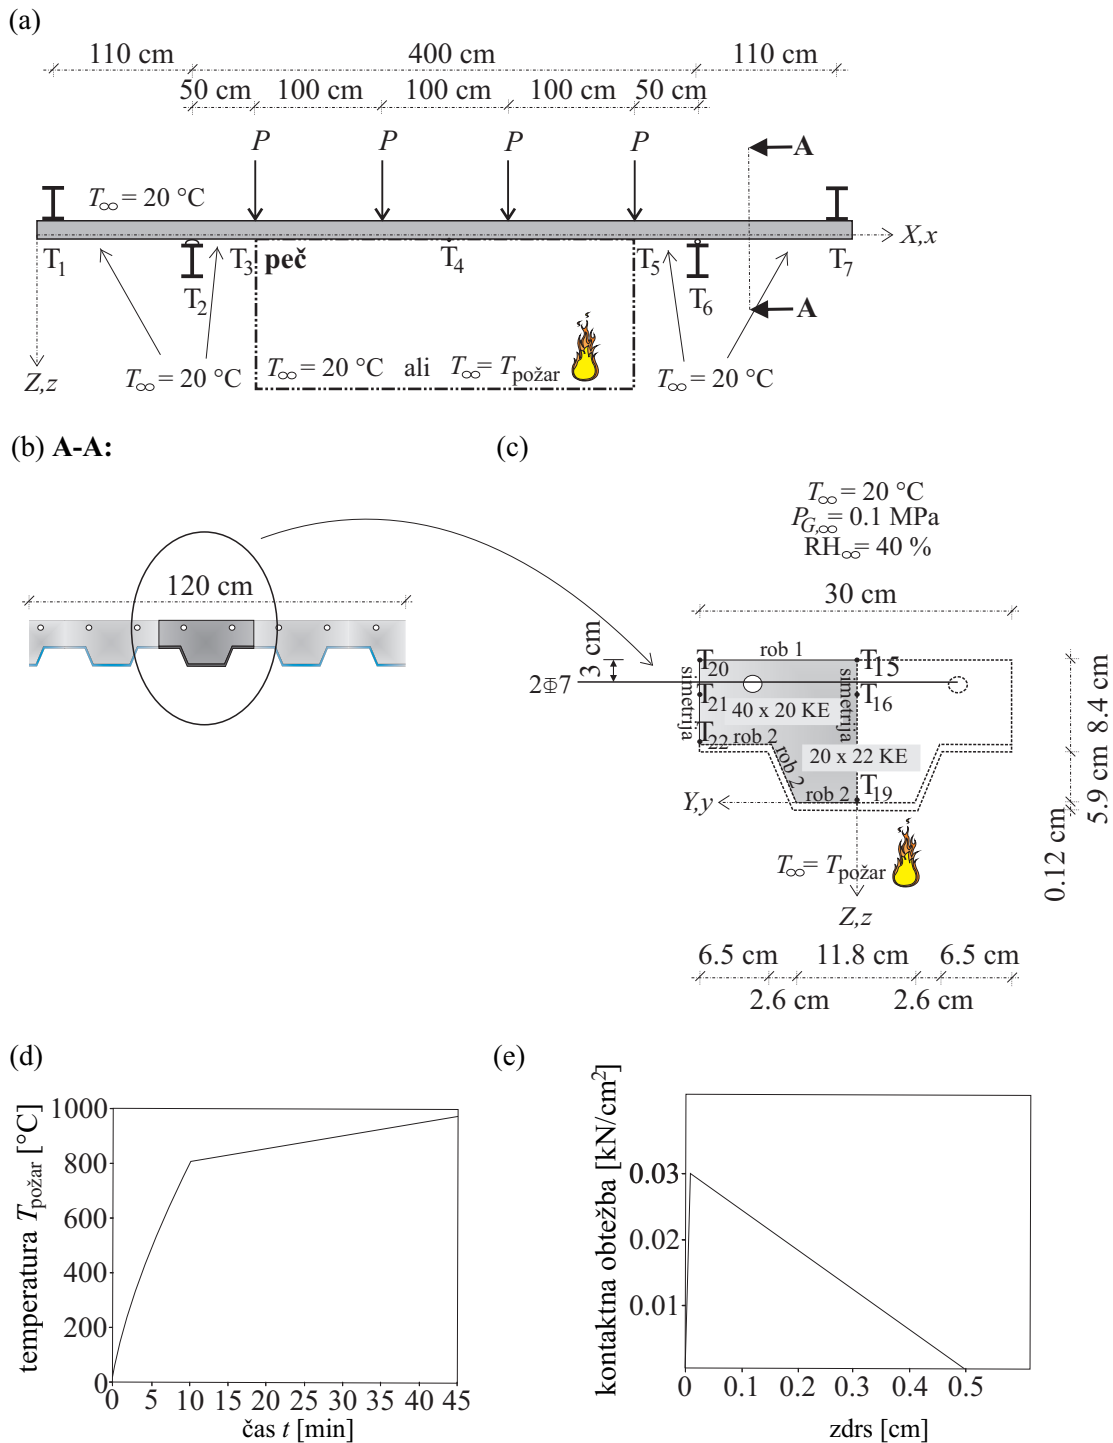 (a)
110 cm 400 cm 110 cm
50 cm 100 cm 100 cm 100 cm 50 cm
P P P P A
T∞ = 20 °C
X,x
T1 T3 peč T4 T5 T7
T2 T6 A
T∞ = 20 °C ali T∞ = Tpožar
Z,z T∞ = 20 °C T∞ = 20 °C
(b) A-A:
120 cm
(c)
T∞ = 20 °C
PG,∞ = 0.1 MPa
RH∞ = 40 %
30 cm
3 cm
rob 1
T20 T15
2Φ7
simetrija simetrija
T21 T16
40 x 20 KE
T22 rob 2
rob 2
20 x 22 KE
rob 2 T19
Y,y
8.4 cm
5.9 cm
0.12 cm
T∞ = Tpožar
Z,z
6.5 cm 11.8 cm 6.5 cm
2.6 cm 2.6 cm
(d)
temperatura Tpožar [°C]
1000
800
600
400
200
0
0 5 10 15 20 25 30 35 40 45
čas t [min]
(e)
kontaktna obtežba [kN/cm²]
0.03
0.02
0.01
0 0.1 0.2 0.3 0.4 0.5
zdrs [cm]